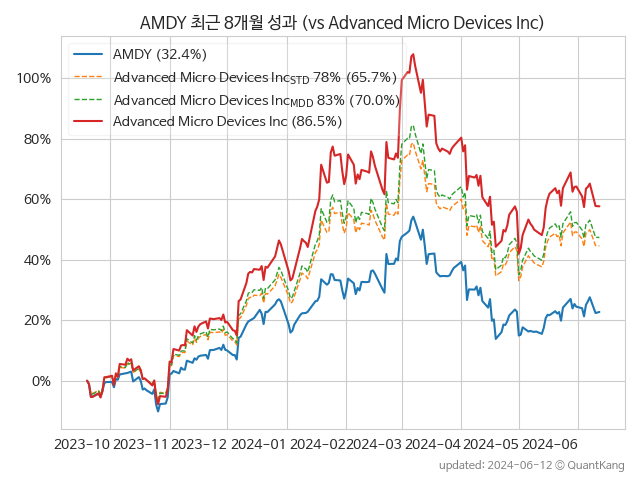 AMDY 최근 8개월 성과 (vs Advanced Micro Devices Inc)
AMDY (32.4%)
Advanced Micro Devices IncSTD 78% (65.7%)
Advanced Micro Devices IncMDD 83% (70.0%)
Advanced Micro Devices Inc (86.5%)
100%
80%
60%
40%
20%
0%
2023-10 2023-11 2023-12 2024-01 2024-02 2024-03 2024-04 2024-05 2024-06
updated: 2024-06-12 © QuantKang